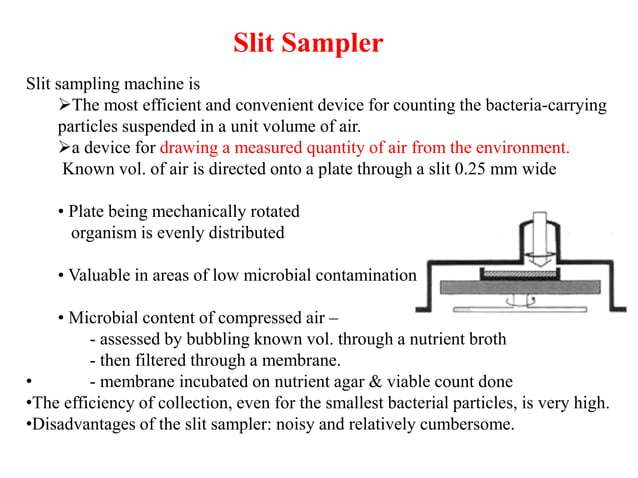 Slit Sampler
Slit sampling machine is
➢The most efficient and convenient device for counting the bacteria-carrying
particles suspended in a unit volume of air.
➢a device for drawing a measured quantity of air from the environment.
Known vol. of air is directed onto a plate through a slit 0.25 mm wide
• Plate being mechanically rotated
organism is evenly distributed
• Valuable in areas of low microbial contamination
• Microbial content of compressed air –
- assessed by bubbling known vol. through a nutrient broth
- then filtered through a membrane.
• - membrane incubated on nutrient agar & viable count done
•The efficiency of collection, even for the smallest bacterial particles, is very high.
•Disadvantages of the slit sampler: noisy and relatively cumbersome.